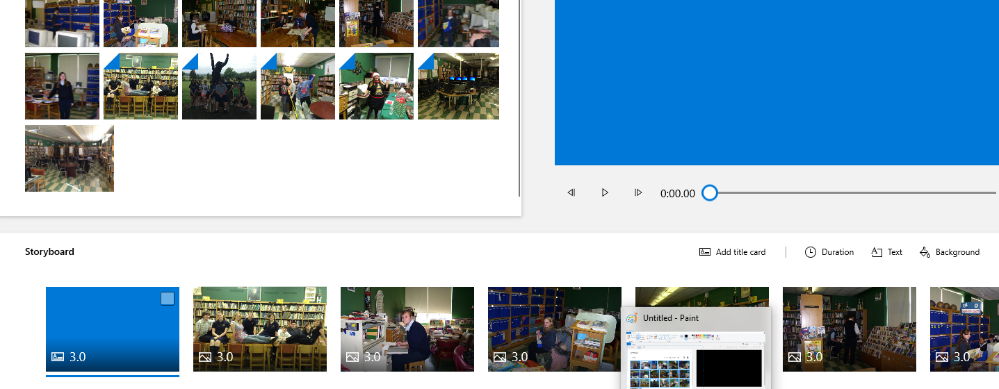 0:00.00
Storyboard
Add title card
Duration
Text
Background
3.0
3.0
3.0
3.0
3.0
3.0
Untitled - Paint